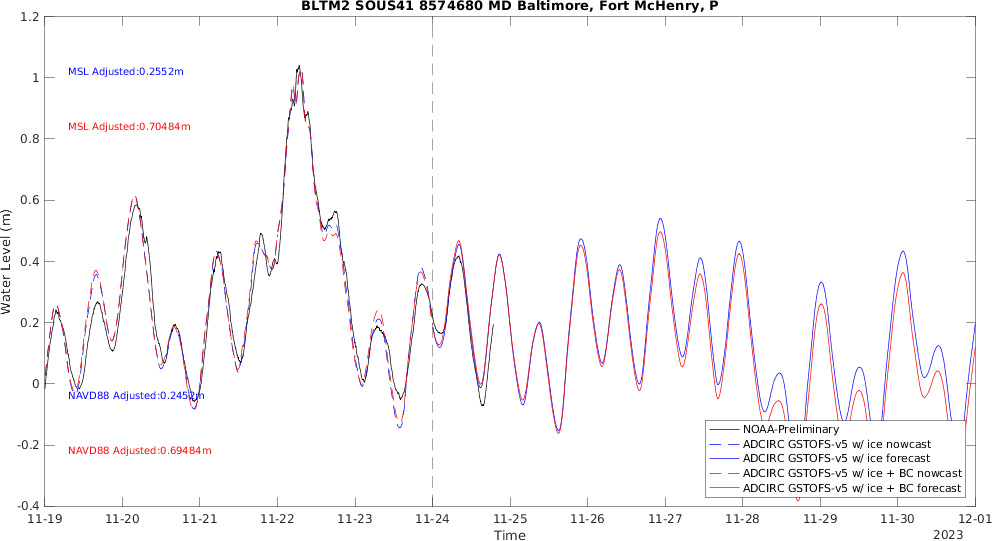 BLTM2 SOUS41 8574680 MD Baltimore, Fort McHenry, P
1.2
1
0.8
0.6
0.4
0.2
0
-0.2
-0.4
Water Level (m)
MSL Adjusted:0.2552m
MSL Adjusted:0.70484m
NAVD88 Adjusted:0.2452m
NAVD88 Adjusted:0.69484m
NOAA-Preliminary
ADCIRC GSTOFS-v5 w/ ice nowcast
ADCIRC GSTOFS-v5 w/ ice forecast
ADCIRC GSTOFS-v5 w/ ice + BC nowcast
ADCIRC GSTOFS-v5 w/ ice + BC forecast
11-19 11-20 11-21 11-22 11-23 11-24 11-25 11-26 11-27 11-28 11-29 11-30 12-01
Time
2023